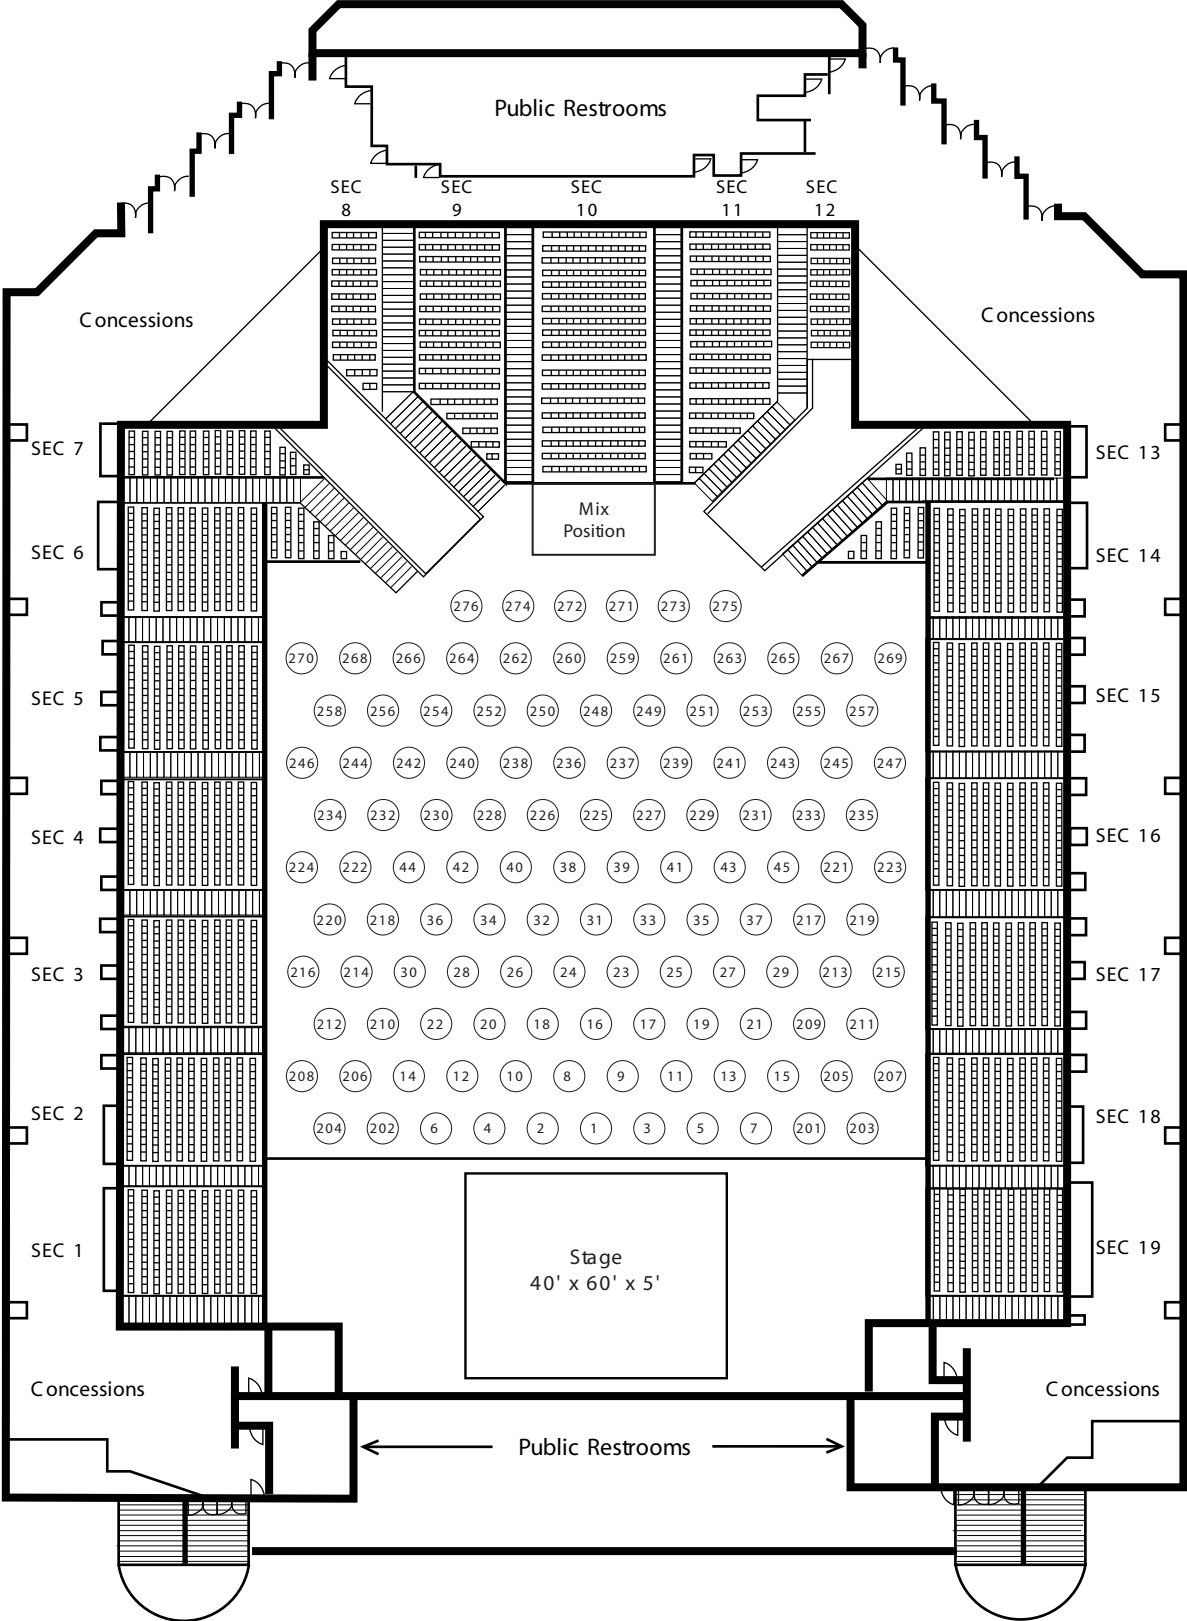 Public Restrooms
SEC SEC SEC SEC SEC
8 9 10 11 12
Concessions Concessions
SEC 7 SEC 13
Mix
Position
SEC 6 SEC 14
276 274 272 271 273 275
270 268 266 264 262 260 259 261 263 265 267 269
SEC 5 SEC 15
258 256 254 252 250 248 249 251 253 255 257
246 244 242 240 238 236 237 239 241 243 245 247
234 232 230 228 226 225 227 229 231 233 235
SEC 4 SEC 16
224 222 44 42 40 38 39 41 43 45 221 223
220 218 36 34 32 31 33 35 37 217 219
SEC 3 SEC 17
216 214 30 28 26 24 23 25 27 29 213 215
212 210 22 20 18 16 17 19 21 209 211
208 206 14 12 10 8 9 11 13 15 205 207
SEC 2 SEC 18
204 202 6 4 2 1 3 5 7 201 203
SEC 1 SEC 19
Stage
40' x 60' x 5'
Concessions Concessions
Public Restrooms